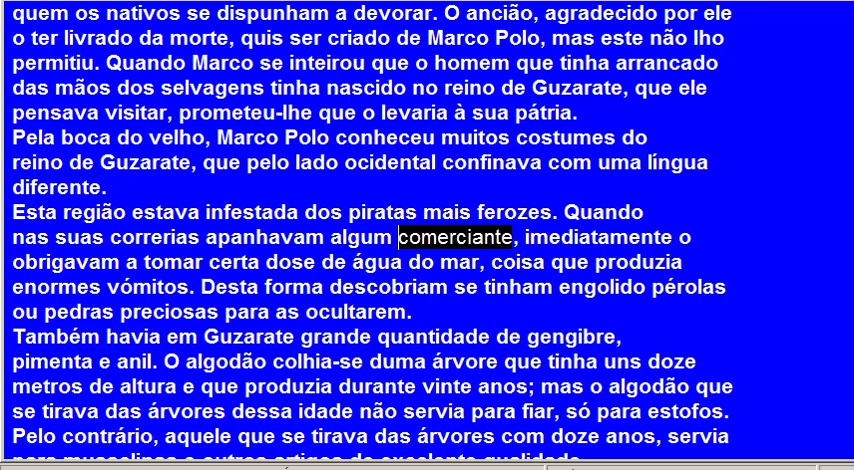 quem os nativos se dispunham a devorar. O ancião, agradecido por ele
o ter livrado da morte, quis ser criado de Marco Polo, mas este não lho
permitiu. Quando Marco se inteirou que o homem que tinha arrancado
das mãos dos selvagens tinha nascido no reino de Guzarate, que ele
pensava visitar, prometeu-lhe que o levaria à sua pátria.
Pela boca do velho, Marco Polo conheceu muitos costumes do
reino de Guzarate, que pelo lado ocidental confinava com uma língua
diferente.
Esta região estava infestada dos piratas mais ferozes. Quando
nas suas correrias apanhavam algum comerciante, imediatamente o
obrigavam a tomar certa dose de água do mar, coisa que produzia
enormes vómitos. Desta forma descobriam se tinham engolido pérolas
ou pedras preciosas para as ocultarem.
Também havia em Guzarate grande quantidade de gengibre,
pimenta e anil. O algodão colhia-se duma árvore que tinha uns doze
metros de altura e que produzia durante vinte anos; mas o algodão que
se tirava das árvores dessa idade não servia para fiar, só para estofos.
Pelo contrário, aquele que se tirava das árvores com doze anos, servia
para musselinas e outros artigos de excelente qualidade.